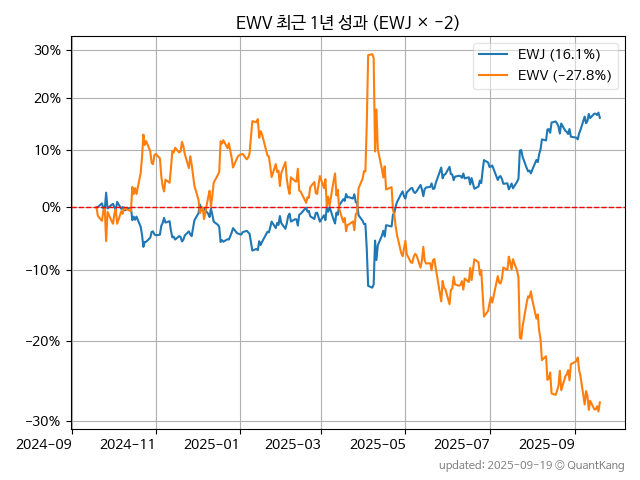 EWV 최근 1년 성과 (EWJ × −2)
EWJ (16.1%)
EWV (−27.8%)
30%
20%
10%
0%
−10%
−20%
−30%
2024-09 2024-11 2025-01 2025-03 2025-05 2025-07 2025-09
updated: 2025-09-19 © QuantKang